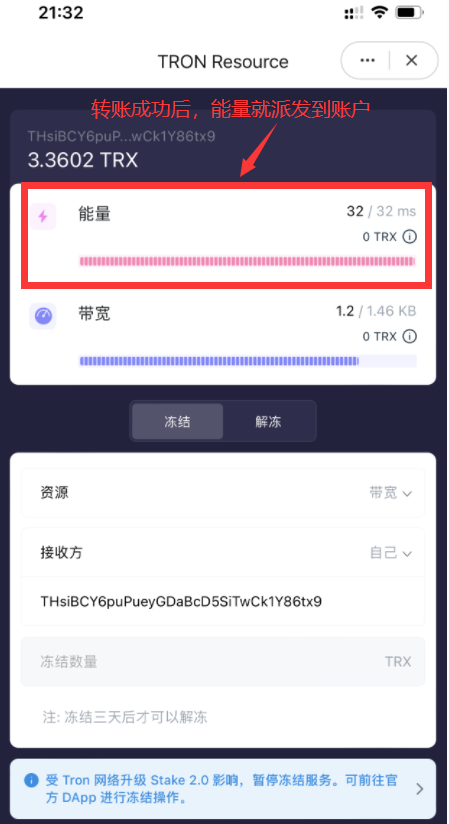 21:32
TRON Resource
转账成功后，能量就派发到账户
THsiBCY6puP...wCk1Y86tx9
3.3602 TRX
能量
32 / 32 ms
0 TRX
带宽
1.2 / 1.46 KB
0 TRX
冻结
解冻
资源
带宽
接收方
自己
THsiBCY6puPueyGDaBcD5SiTwCk1Y86tx9
冻结数量
TRX
注: 冻结三天后才可以解冻
受 Tron 网络升级 Stake 2.0 影响，暂停冻结服务。可前往官
方 DApp 进行冻结操作。